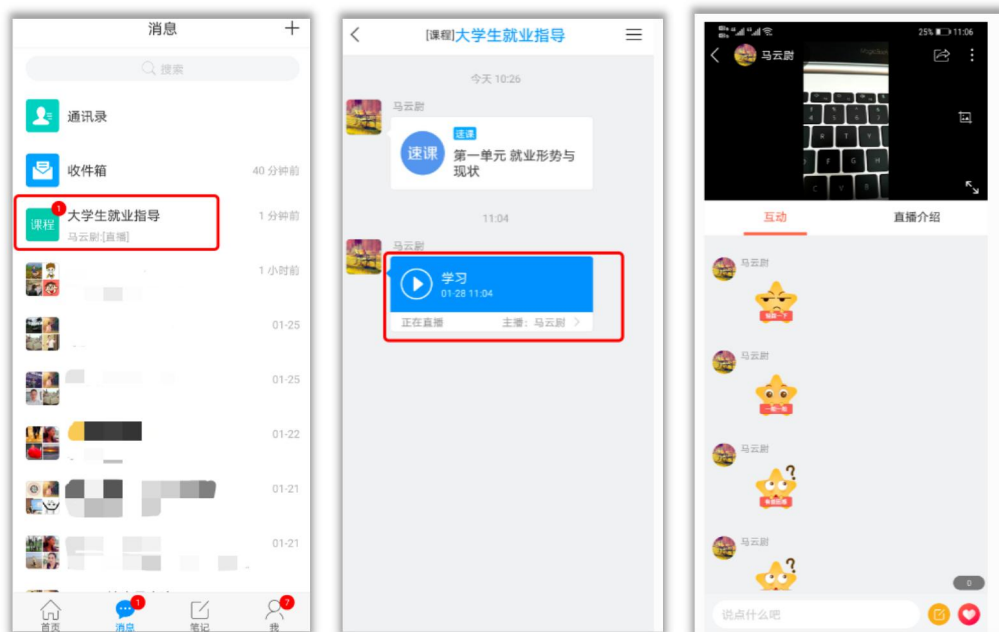 消息
搜索
通讯录
收件箱
40 分钟前
课程
1
大学生就业指导
1 分钟前
马云尉:[直播]
1 小时前
01-25
01-25
01-22
01-21
01-21
首页
消息
1
笔记
我
7
[课程]大学生就业指导
今天 10:26
马云尉
速课
速课
第一单元 就业形势与
现状
11:04
马云尉
学习
01-28 11:04
正在直播
主播：马云尉
25%
11:06
马云尉
互动
直播介绍
马云尉
马云尉
马云尉
马云尉
0
说点什么吧